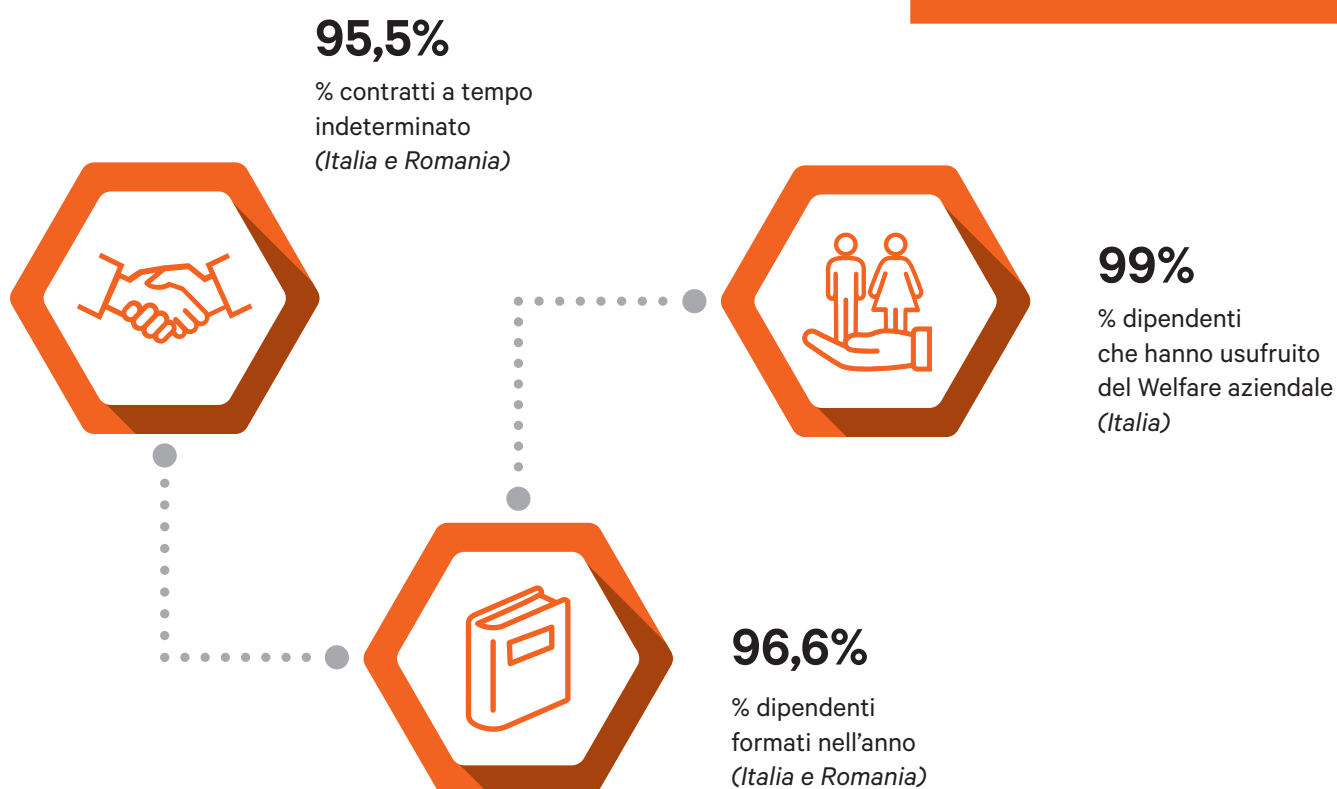 95,5%
% contratti a tempo
indeterminato
(Italia e Romania)
99%
% dipendenti
che hanno usufruito
del Welfare aziendale
(Italia)
96,6%
% dipendenti
formati nell'anno
(Italia e Romania)